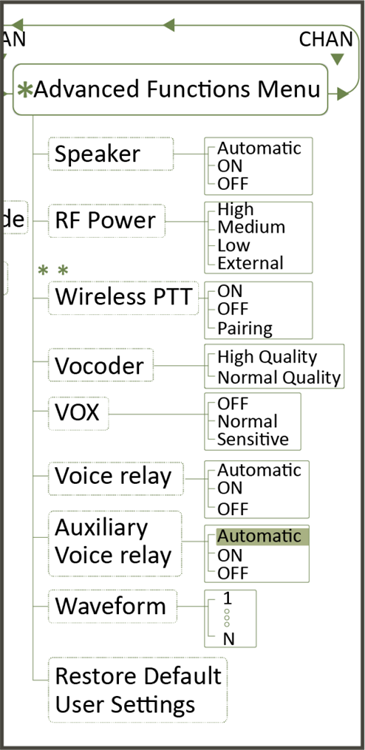 AN
CHAN
*Advanced Functions Menu
Speaker
Automatic
ON
OFF
de
RF Power
High
Medium
Low
External
* *
Wireless PTT
ON
OFF
Pairing
Vocoder
High Quality
Normal Quality
VOX
OFF
Normal
Sensitive
Voice relay
Automatic
ON
OFF
Auxiliary
Voice relay
Automatic
ON
OFF
Waveform
1
N
Restore Default
User Settings